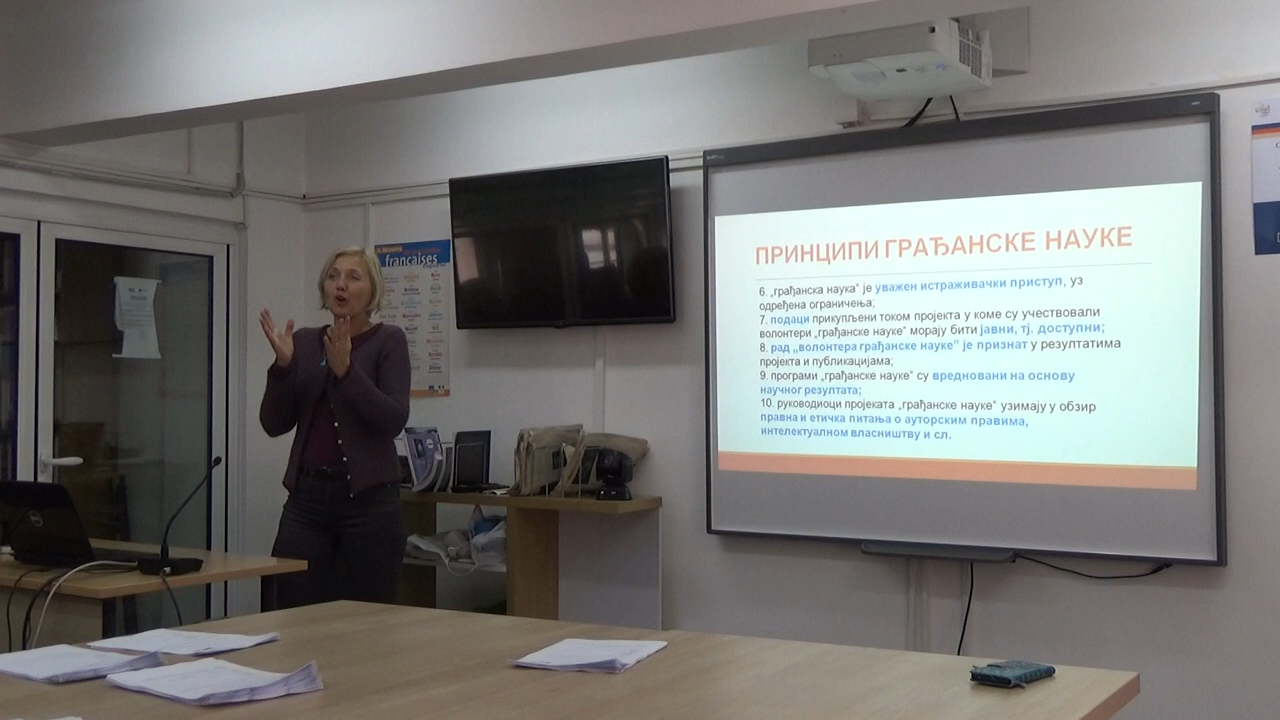 francaises
ПРИНЦИПИ ГРАЂАНСКЕ НАУКЕ
6. „грађанска наука“ је уважен истраживачки приступ, уз
одређена ограничења;
7. подаци прикупљени током пројекта у коме су учествовали
волонтери „грађанске науке“ морају бити јавни, тј. доступни;
8. рад „волонтера грађанске науке“ је признат у резултатима
пројекта и публикацијама;
9. програми „грађанске науке“ су вредновани на основу
научног резултата;
10. руководиоци пројеката „грађанске науке“ узимају у обзир
правна и етичка питања о ауторским правима,
интелектуалном власништву и сл.